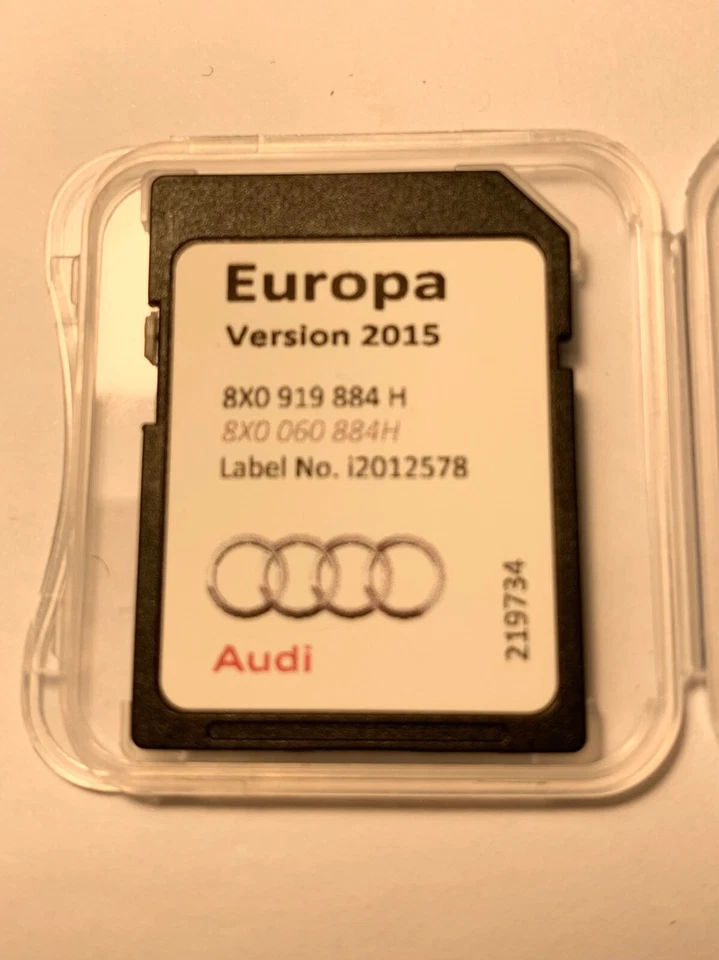 Europa
Version 2015
8X0 919 884 H
8X0 060 884H
Label No. i2012578
Audi
219734